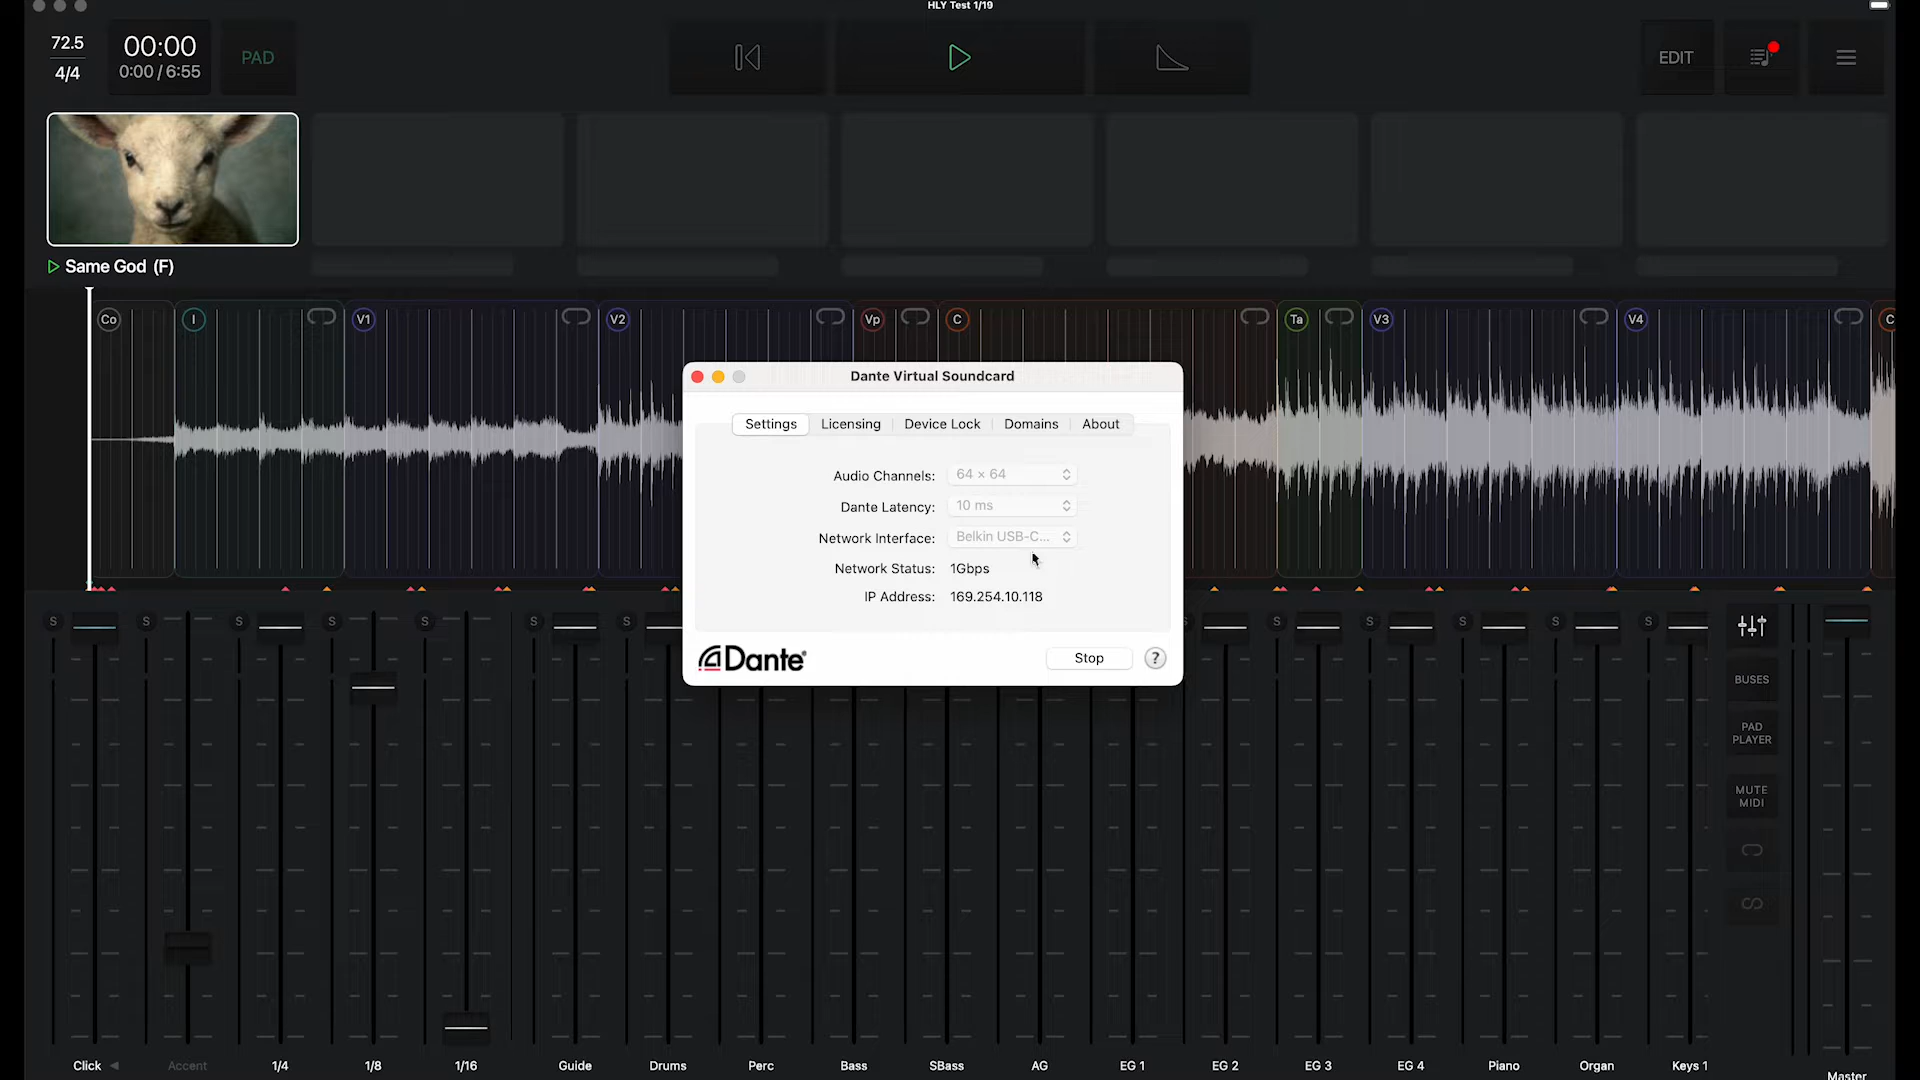 HLY Test 1/19
72.5
4/4
00:00
0:00 / 6:55
PAD
EDIT
Same God (F)
Co
I
V1
V2
Vp
C
Ta
V3
V4
C
Dante Virtual Soundcard
Settings
Licensing
Device Lock
Domains
About
Audio Channels: 64 × 64
Dante Latency: 10 ms
Network Interface: Belkin USB-C...
Network Status: 1Gbps
IP Address: 169.254.10.118
Dante
Stop
?
S
S
S
S
S
S
S
S
S
S
S
S
S
BUSES
PAD
PLAYER
MUTE
MIDI
Click
Accent
1/4
1/8
1/16
Guide
Drums
Perc
Bass
SBass
AG
EG 1
EG 2
EG 3
EG 4
Piano
Organ
Keys 1
Master